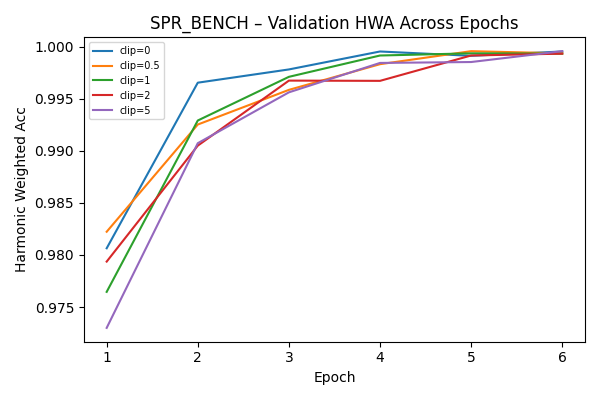 SPR_BENCH – Validation HWA Across Epochs
clip=0
clip=0.5
clip=1
clip=2
clip=5
Harmonic Weighted Acc
1.000
0.995
0.990
0.985
0.980
0.975
1 2 3 4 5 6
Epoch